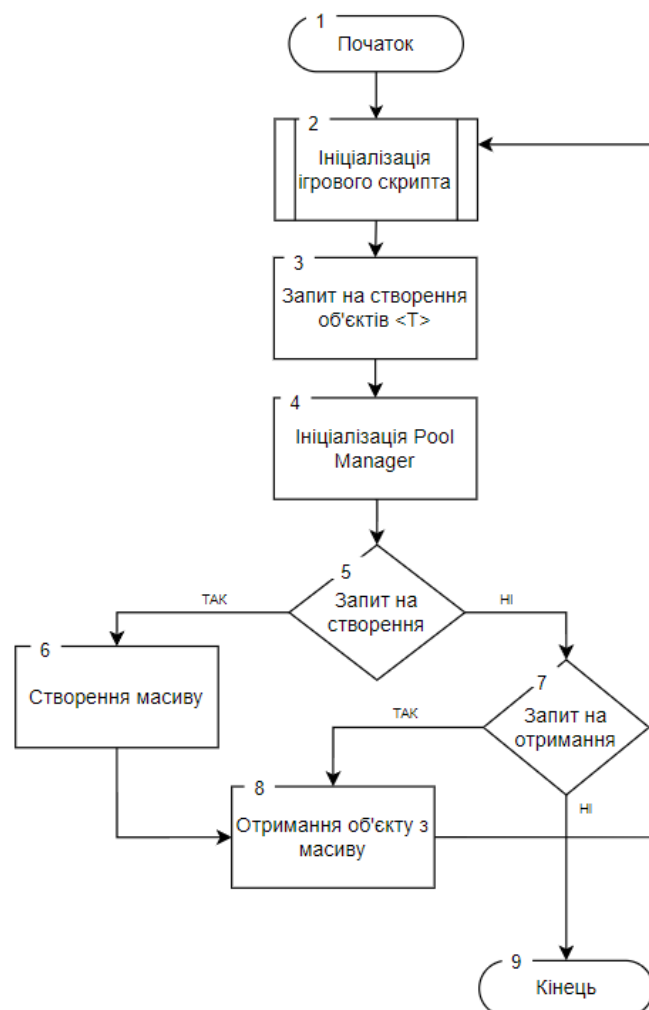 1
Початок
2
Ініціалізація
ігрового скрипта
3
Запит на створення
об'єктів <T>
4
Ініціалізація Pool
Manager
5
Запит на
створення
ТАК
НІ
6
Створення масиву
7
Запит на
отримання
ТАК
НІ
8
Отримання об'єкту з
масиву
9
Кінець